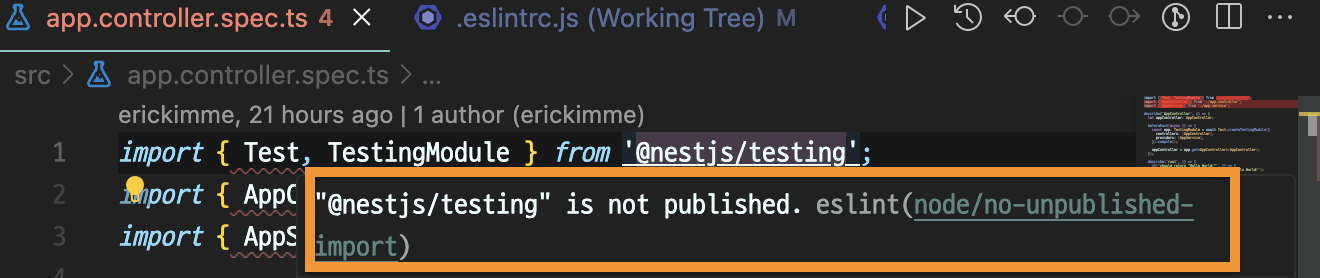 app.controller.spec.ts 4 .eslintrc.js (Working Tree) M
src > app.controller.spec.ts > ...
erickimme, 21 hours ago | 1 author (erickimme)
1 import { Test, TestingModule } from '@nestjs/testing';
2 import { AppC
3 import { AppS
4
"@nestjs/testing" is not published. eslint(node/no-unpublished-
import)